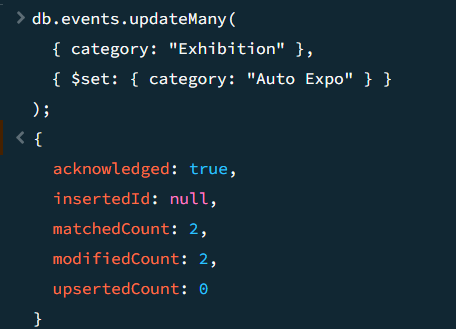 > db.events.updateMany(
{ category: "Exhibition" },
{ $set: { category: "Auto Expo" } }
);
< {
acknowledged: true,
insertedId: null,
matchedCount: 2,
modifiedCount: 2,
upsertedCount: 0
}